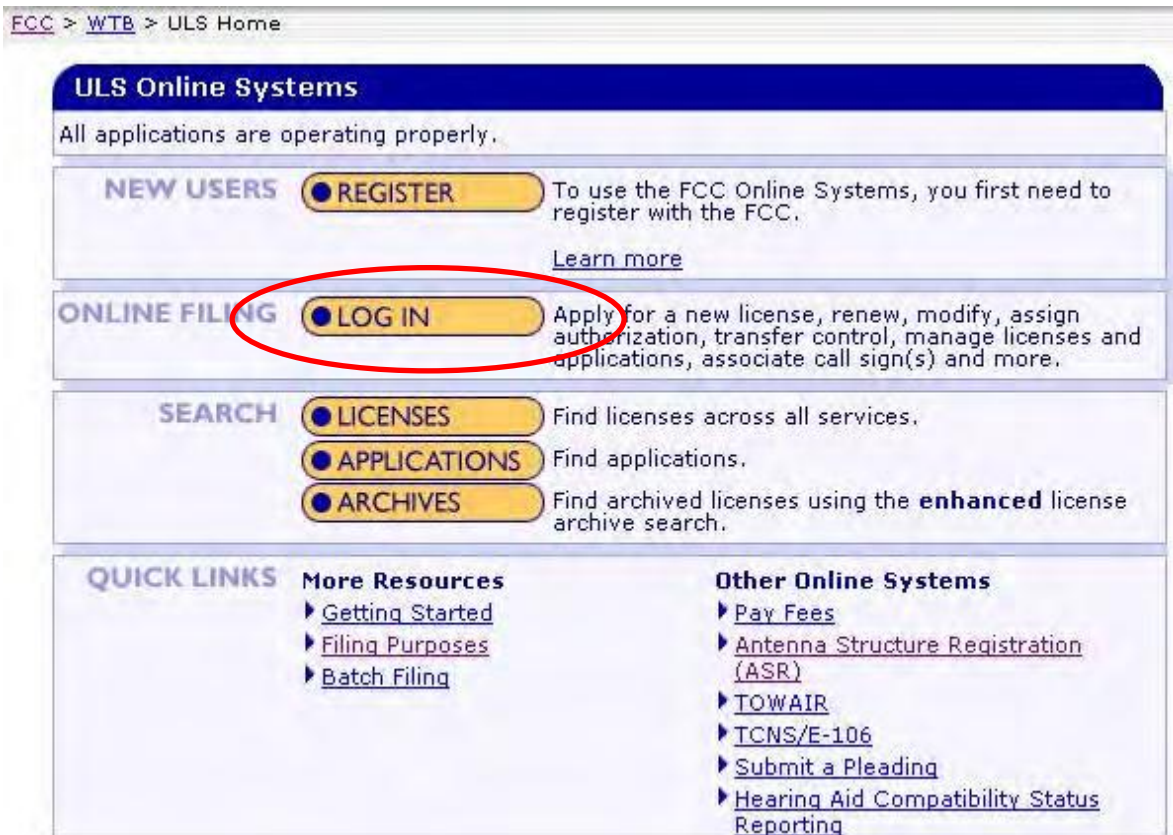 FCC > WTB > ULS Home
ULS Online Systems
All applications are operating properly.
NEW USERS
REGISTER
To use the FCC Online Systems, you first need to
register with the FCC.
Learn more
ONLINE FILING
LOG IN
Apply for a new license, renew, modify, assign
authorization, transfer control, manage licenses and
applications, associate call sign(s) and more.
SEARCH
LICENSES
Find licenses across all services.
APPLICATIONS
Find applications.
ARCHIVES
Find archived licenses using the enhanced license
archive search.
QUICK LINKS
More Resources
Getting Started
Filing Purposes
Batch Filing
Other Online Systems
Pay Fees
Antenna Structure Registration
(ASR)
TOWAIR
TCNS/E-106
Submit a Pleading
Hearing Aid Compatibility Status
Reporting